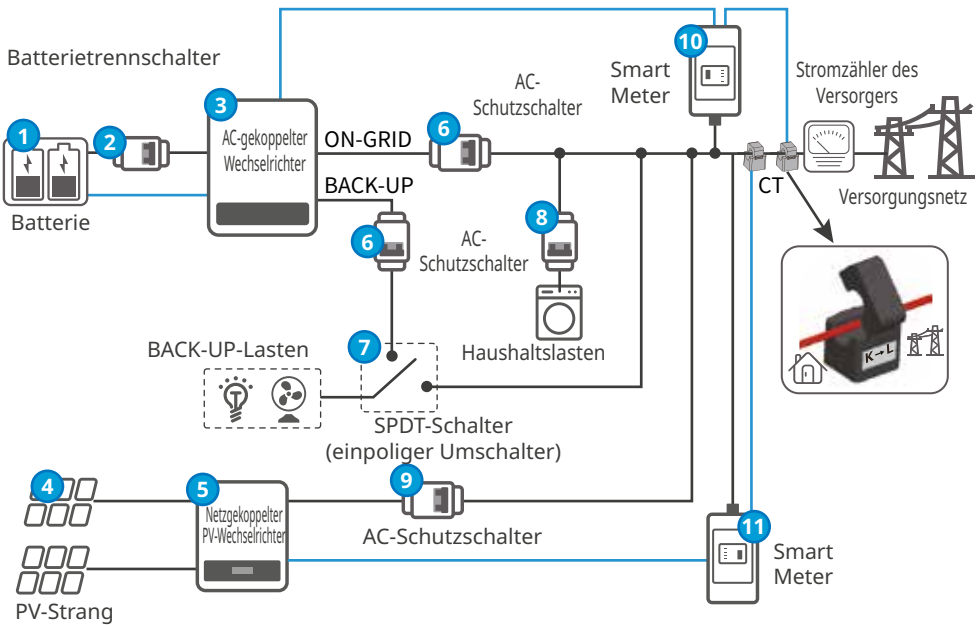 Batterietrennschalter
1
2
Batterie
3
AC-gekoppelter
Wechselrichter
ON-GRID
BACK-UP
6
AC-
Schutzschalter
6
AC-
Schutzschalter
8
Haushaltslasten
10
Smart
Meter
Stromzähler des
Versorgers
CT
Versorgungsnetz
K→L
BACK-UP-Lasten
7
SPDT-Schalter
(einpoliger Umschalter)
4
PV-Strang
5
Netzgekoppelter
PV-Wechselrichter
9
AC-Schutzschalter
11
Smart
Meter